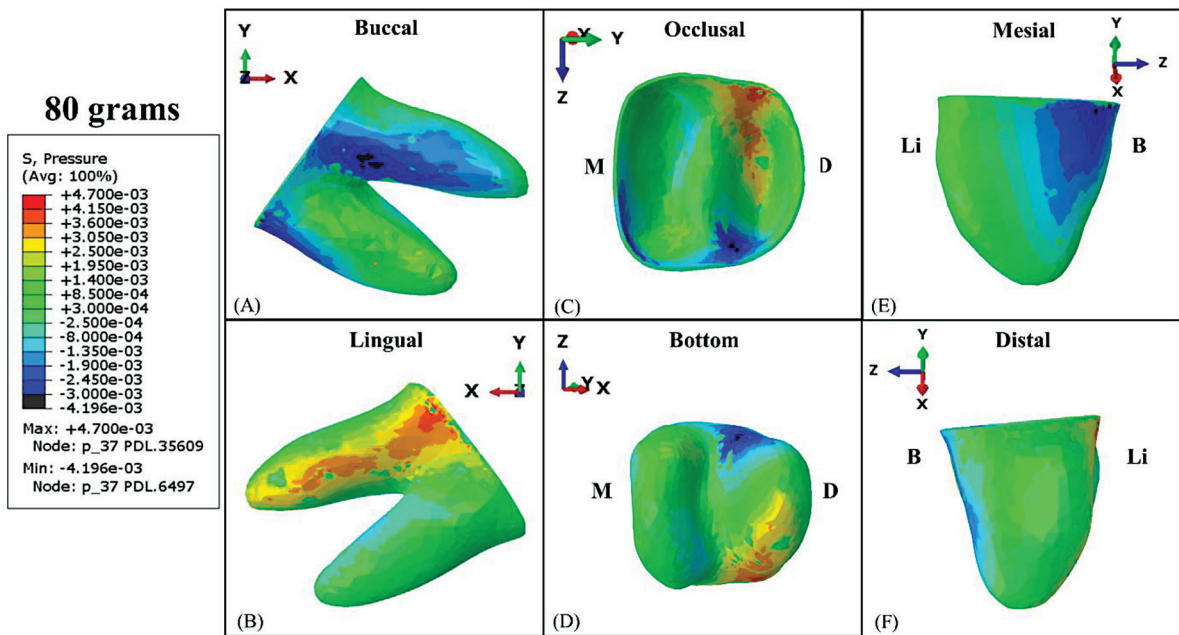 80 grams
S, Pressure
(Avg: 100%)
+4.700e-03
+4.150e-03
+3.600e-03
+3.050e-03
+2.500e-03
+1.950e-03
+1.400e-03
+8.500e-04
+3.000e-04
-2.500e-04
-8.000e-04
-1.350e-03
-1.900e-03
-2.450e-03
-3.000e-03
-4.196e-03
Max: +4.700e-03
Node: p_37 PDL.35609
Min: -4.196e-03
Node: p_37 PDL.6497
Buccal
Y
Z
X
(A)
Occlusal
Y
Y
Z
M
D
(C)
Mesial
Y
Z
X
Li
B
(E)
Lingual
Y
X
Z
(B)
Bottom
Z
Y
X
M
D
(D)
Distal
Y
Z
X
B
Li
(F)